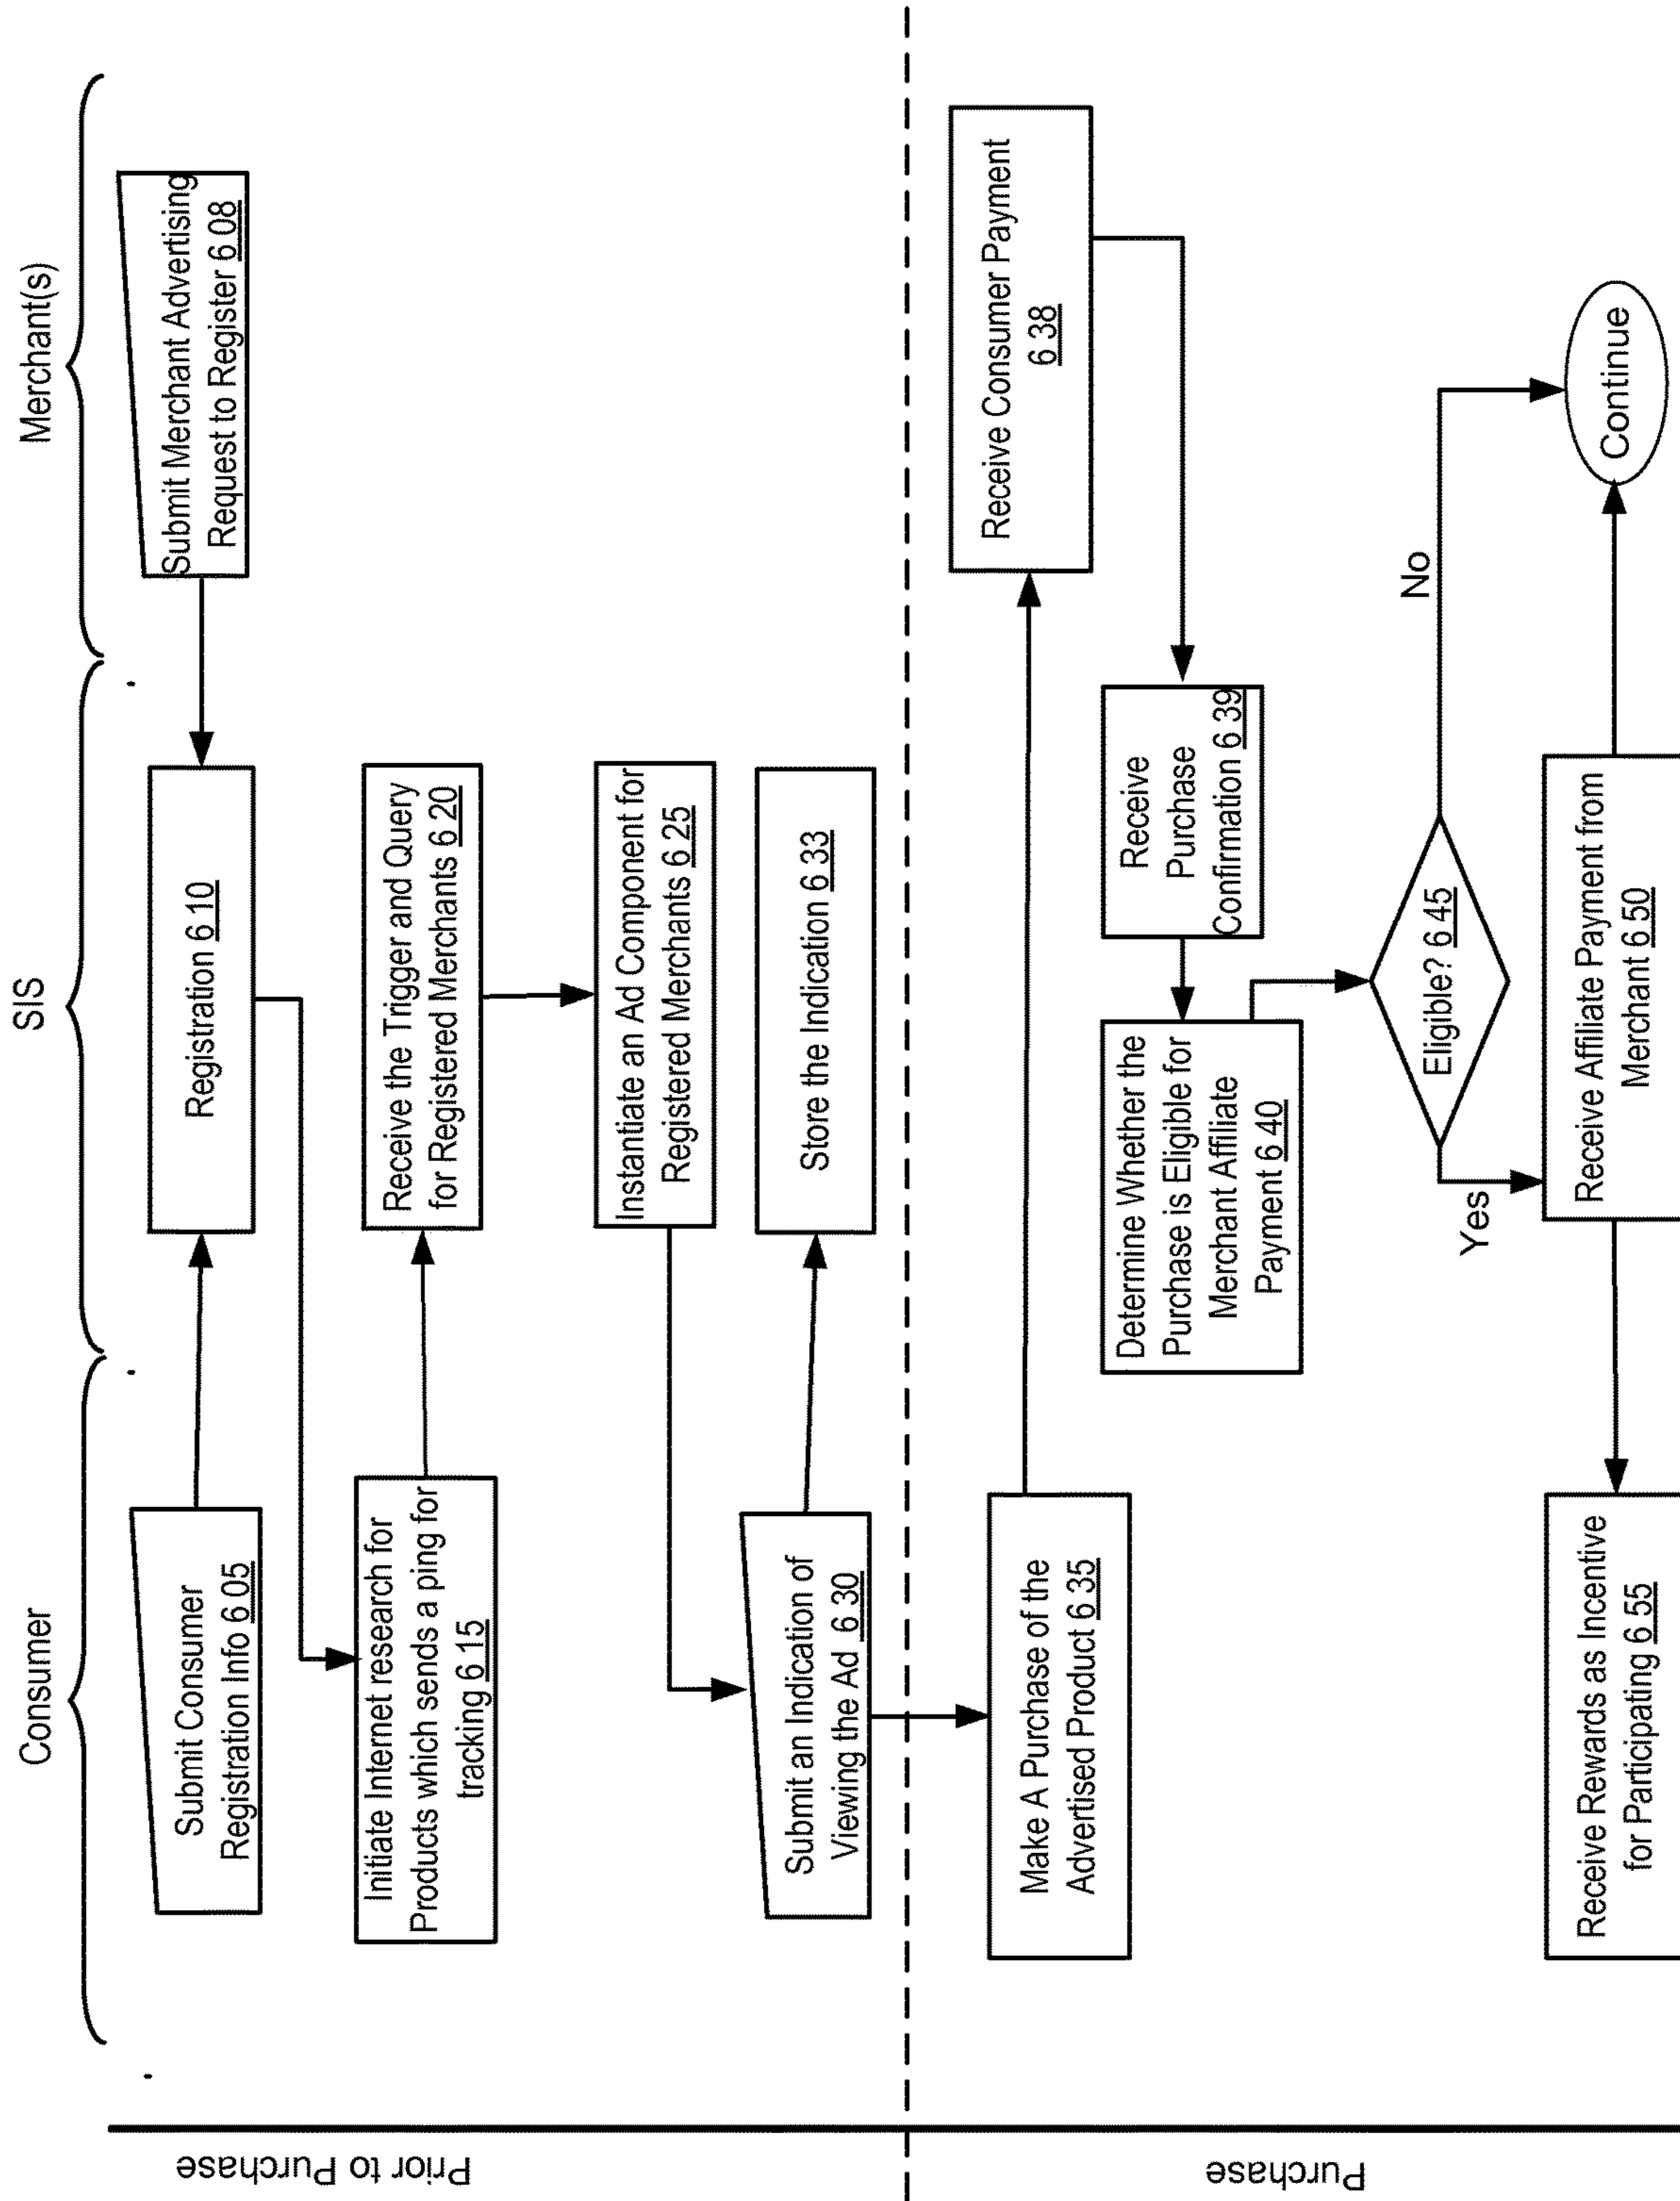 Consumer
SIS
Merchant(s)
Prior to Purchase
Submit Consumer
Registration Info 6 05
Registration 6 10
Submit Merchant Advertising
Request to Register 6 08
Initiate Internet research for
Products which sends a ping for
tracking 6 15
Receive the Trigger and Query
for Registered Merchants 6 20
Instantiate an Ad Component for
Registered Merchants 6 25
Submit an Indication of
Viewing the Ad 6 30
Store the Indication 6 33
Purchase
Make A Purchase of the
Advertised Product 6 35
Receive Consumer Payment
6 38
Receive
Purchase
Confirmation 6 39
Determine Whether the
Purchase is Eligible for
Merchant Affiliate
Payment 6 40
Eligible? 6 45
Yes
No
Receive Affiliate Payment from
Merchant 6 50
Continue
Receive Rewards as Incentive
for Participating 6 55